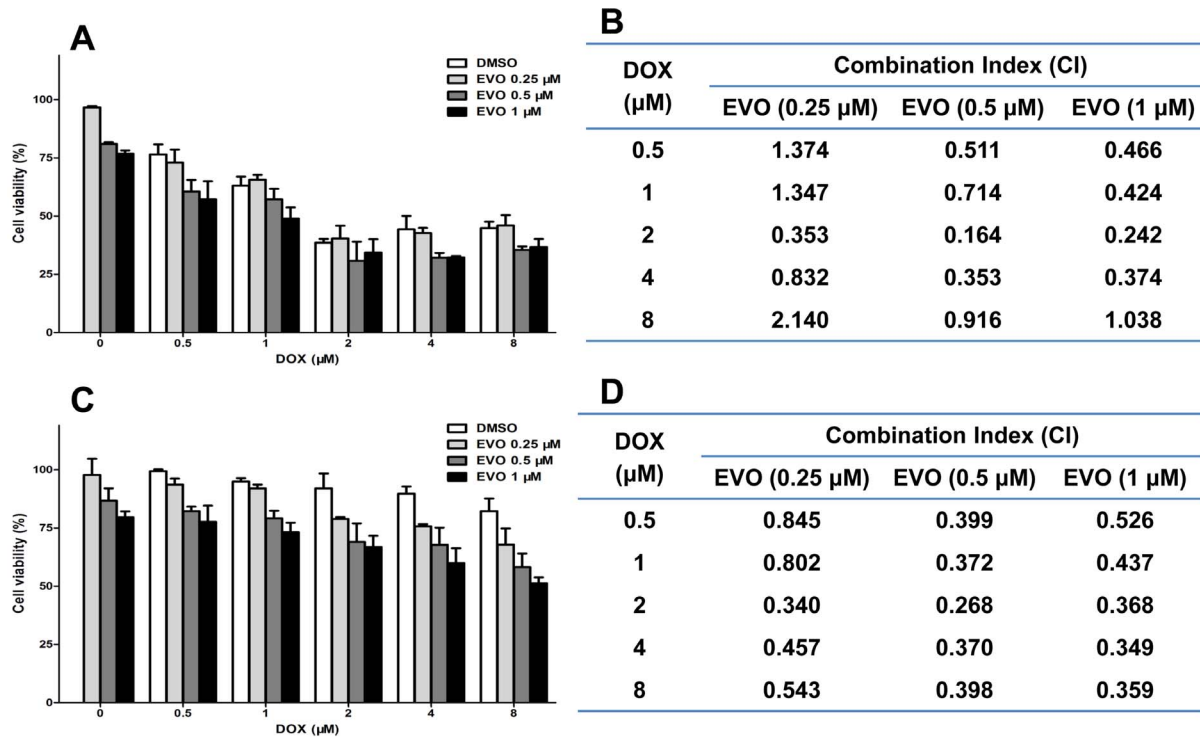 A
DMSO
EVO 0.25 µM
EVO 0.5 µM
EVO 1 µM
Cell viability (%)
100
75
50
25
0
0 0.5 1 2 4 8
DOX (µM)
B
DOX (µM) Combination Index (CI)
EVO (0.25 µM) EVO (0.5 µM) EVO (1 µM)
0.5 1.374 0.511 0.466
1 1.347 0.714 0.424
2 0.353 0.164 0.242
4 0.832 0.353 0.374
8 2.140 0.916 1.038
C
DMSO
EVO 0.25 µM
EVO 0.5 µM
EVO 1 µM
Cell viability (%)
100
75
50
25
0
0 0.5 1 2 4 8
DOX (µM)
D
DOX (µM) Combination Index (CI)
EVO (0.25 µM) EVO (0.5 µM) EVO (1 µM)
0.5 0.845 0.399 0.526
1 0.802 0.372 0.437
2 0.340 0.268 0.368
4 0.457 0.370 0.349
8 0.543 0.398 0.359